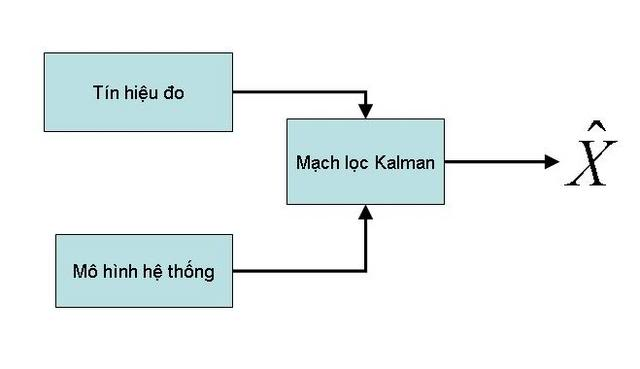 Tín hiệu đo
Mạch lọc Kalman
X̂
Mô hình hệ thống